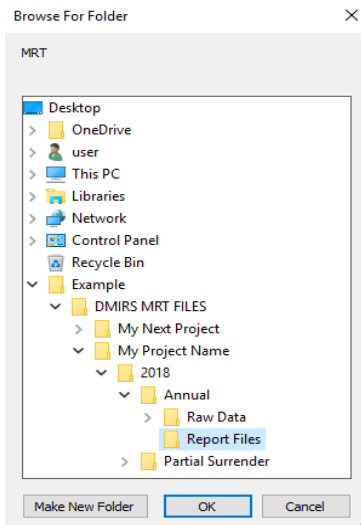 Browse For Folder
MRT
Desktop
OneDrive
user
This PC
Libraries
Network
Control Panel
Recycle Bin
Example
DMIRS MRT FILES
My Next Project
My Project Name
2018
Annual
Raw Data
Report Files
Partial Surrender
Make New Folder OK Cancel